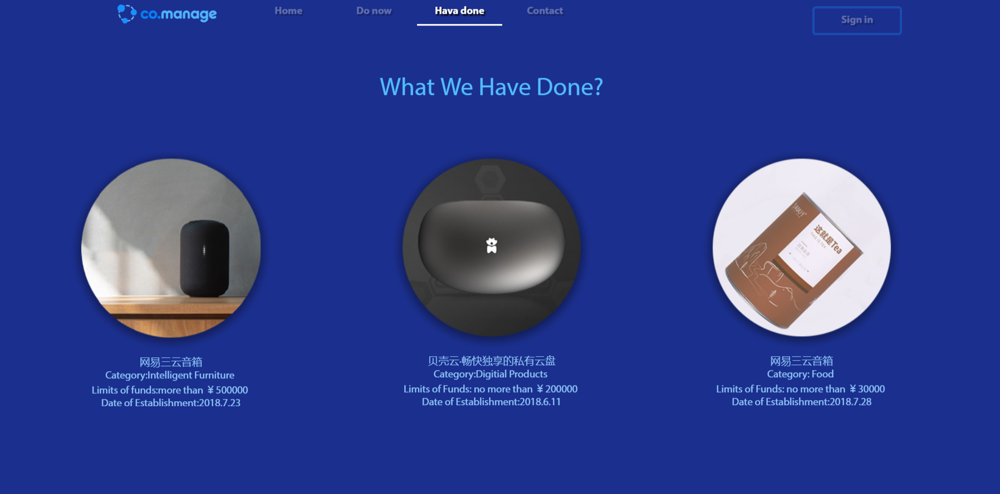 co.manage
Home
Do now
Hava done
Contact
Sign in
What We Have Done?
这就是Tea
THIS IS TEA
网易三云音箱
Category:Intelligent Furniture
Limits of funds:more than ￥500000
Date of Establishment:2018.7.23
贝壳云·畅快独享的私有云盘
Category:Digitial Products
Limits of Funds: no more than ￥200000
Date of Establishment:2018.6.11
网易三云音箱
Category: Food
Limits of Funds: no more than ￥30000
Date of Establishment:2018.7.28